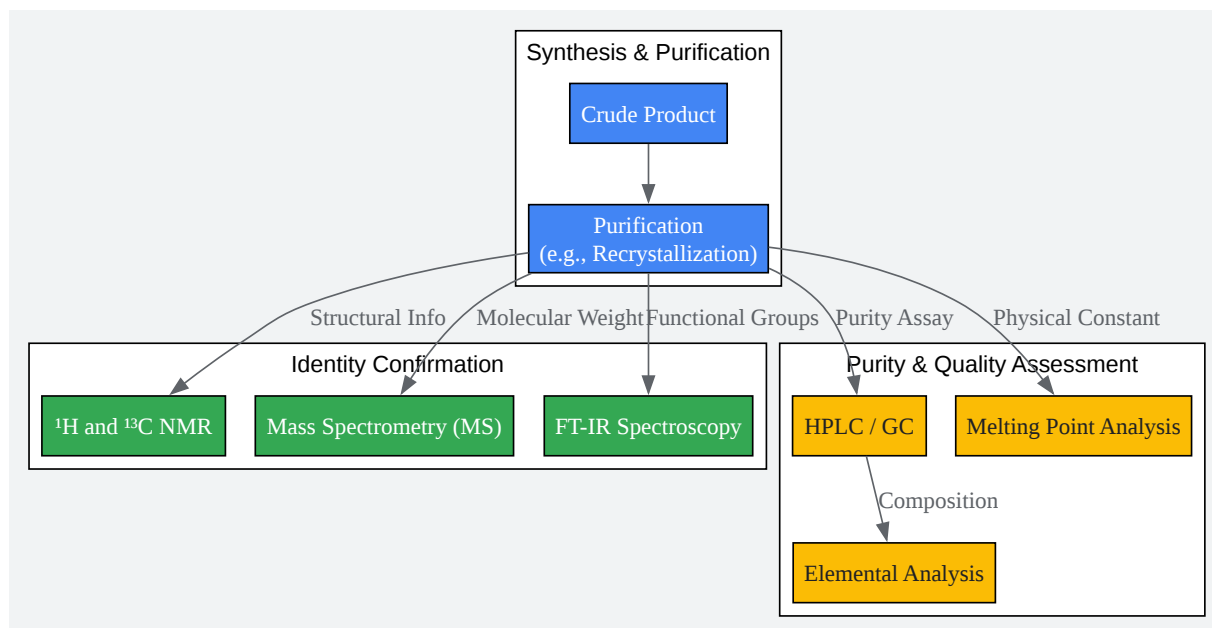 Synthesis & Purification
Crude Product
Purification
(e.g., Recrystallization)
Structural Info
Molecular Weight
Functional Groups
Purity Assay
Physical Constant
Identity Confirmation
Purity & Quality Assessment
¹H and ¹³C NMR
Mass Spectrometry (MS)
FT-IR Spectroscopy
HPLC / GC
Melting Point Analysis
Composition
Elemental Analysis